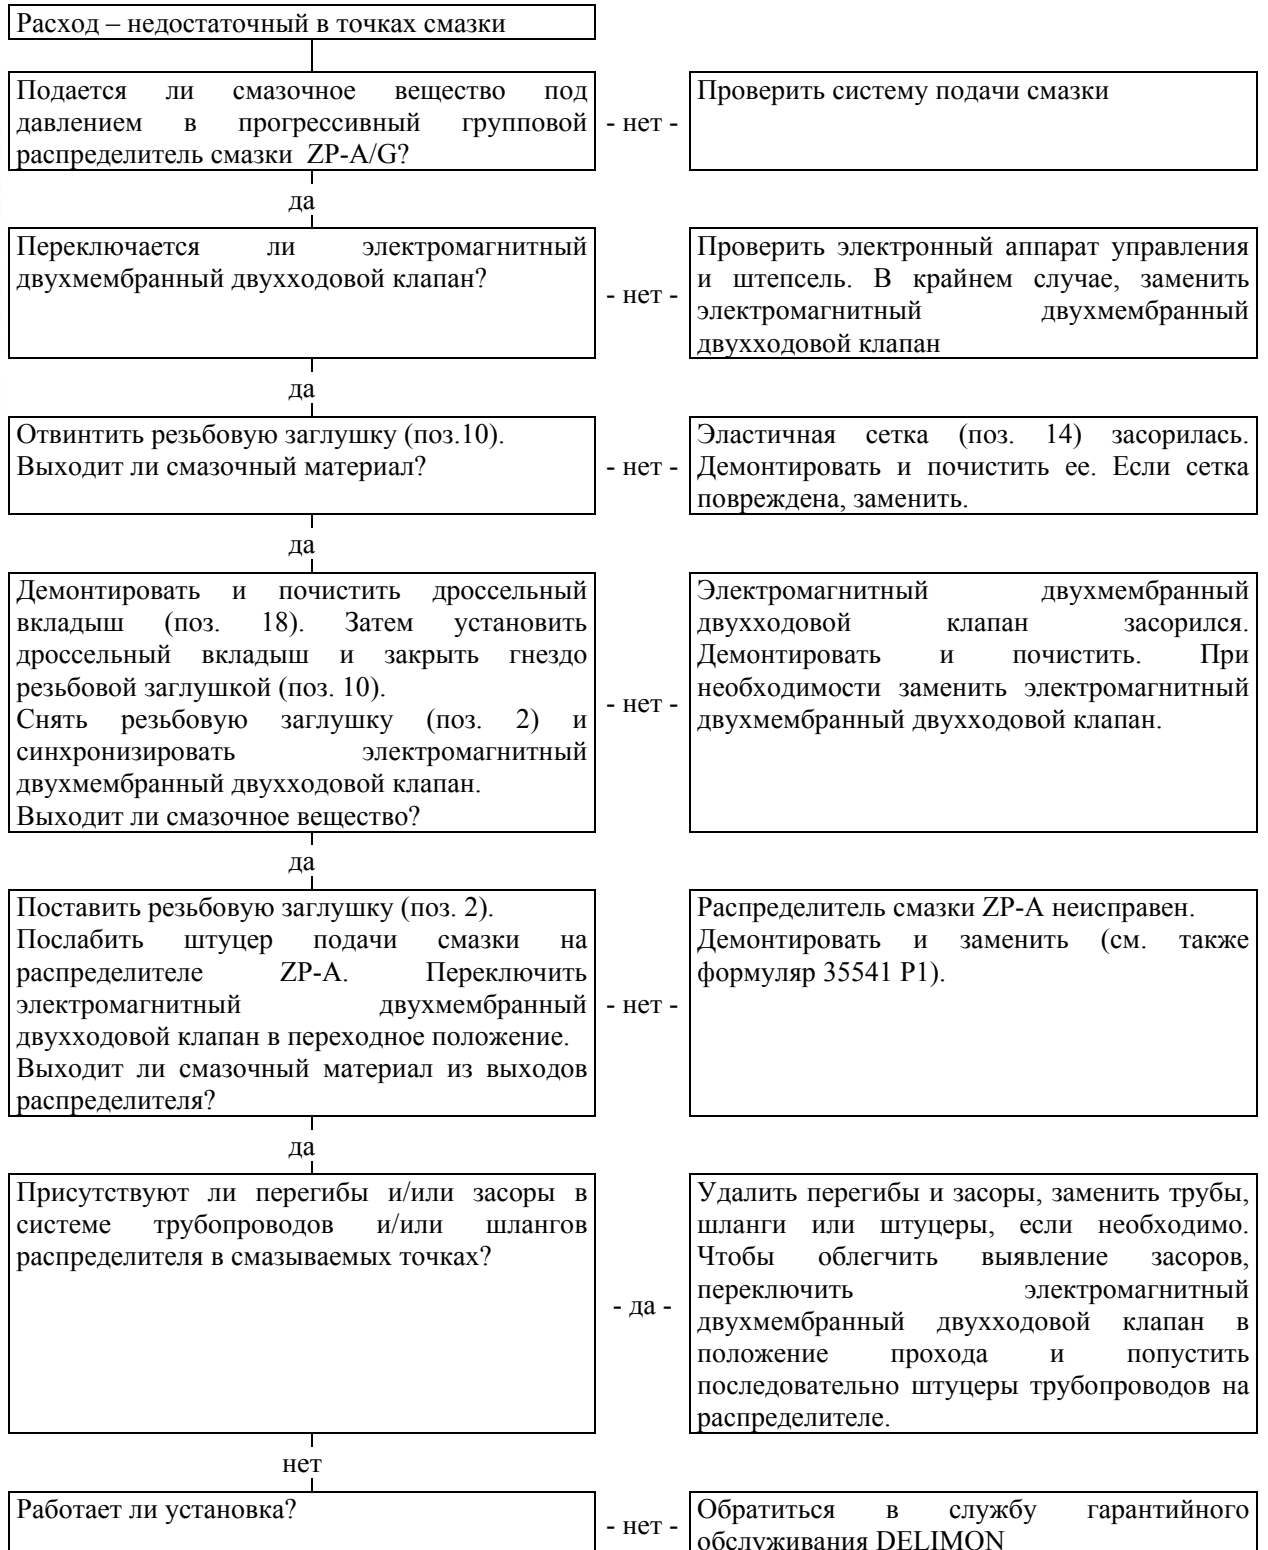 Расход – недостаточный в точках смазки
Подается ли смазочное вещество под
давлением в прогрессивный групповой
распределитель смазки ZP-A/G?
- нет -
Проверить систему подачи смазки
да
Переключается ли электромагнитный
двухмембранный двухходовой клапан?
- нет -
Проверить электронный аппарат управления
и штепсель. В крайнем случае, заменить
электромагнитный двухмембранный
двухходовой клапан
да
Отвинтить резьбовую заглушку (поз.10).
Выходит ли смазочный материал?
- нет -
Эластичная сетка (поз. 14) засорилась.
Демонтировать и почистить ее. Если сетка
повреждена, заменить.
да
Демонтировать и почистить дроссельный
вкладыш (поз. 18). Затем установить
дроссельный вкладыш и закрыть гнездо
резьбовой заглушкой (поз. 10).
Снять резьбовую заглушку (поз. 2) и
синхронизировать электромагнитный
двухмембранный двухходовой клапан.
Выходит ли смазочное вещество?
- нет -
Электромагнитный двухмембранный
двухходовой клапан засорился.
Демонтировать и почистить. При
необходимости заменить электромагнитный
двухмембранный двухходовой клапан.
да
Поставить резьбовую заглушку (поз. 2).
Послабить штуцер подачи смазки на
распределителе ZP-A. Переключить
электромагнитный двухмембранный
двухходовой клапан в переходное положение.
Выходит ли смазочный материал из выходов
распределителя?
- нет -
Распределитель смазки ZP-A неисправен.
Демонтировать и заменить (см. также
формуляр 35541 P1).
да
Присутствуют ли перегибы и/или засоры в
системе трубопроводов и/или шлангов
распределителя в смазываемых точках?
- да -
Удалить перегибы и засоры, заменить трубы,
шланги или штуцеры, если необходимо.
Чтобы облегчить выявление засоров,
переключить электромагнитный
двухмембранный двухходовой клапан в
положение прохода и попустить
последовательно штуцеры трубопроводов на
распределителе.
нет
Работает ли установка?
- нет -
Обратиться в службу гарантийного
обслуживания DELIMON